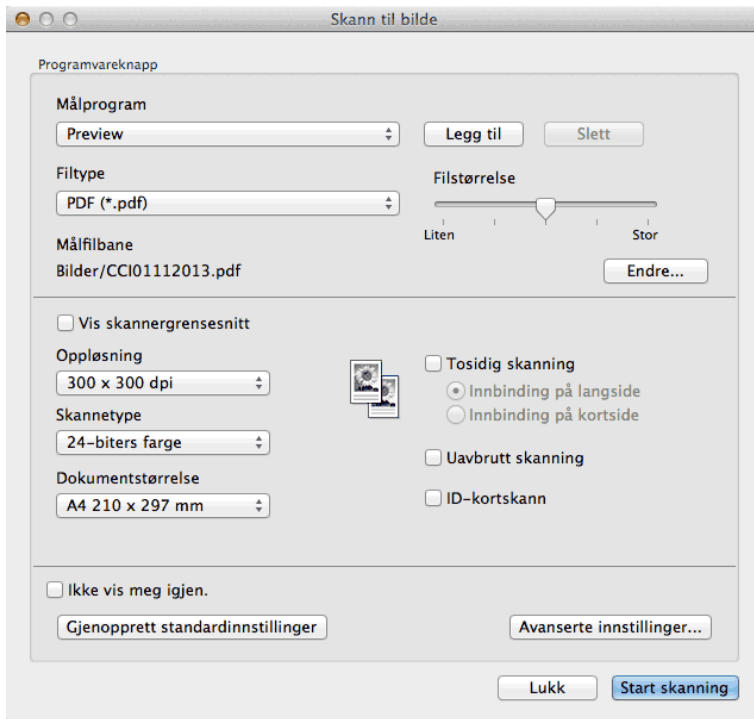 Skann til bilde
Programvareknapp
Målprogram
Preview
Legg til
Slett
Filtype
PDF (*.pdf)
Filstørrelse
Liten
Stor
Målfilbane
Bilder/CCI01112013.pdf
Endre...
Vis skannergrensesnitt
Oppløsning
300 x 300 dpi
Skannetype
24-biters farge
Dokumentstørrelse
A4 210 x 297 mm
Tosidig skanning
Innbinding på langside
Innbinding på kortside
Uavbrutt skanning
ID-kortskann
Ikke vis meg igjen.
Gjenopprett standardinnstillinger
Avanserte innstillinger...
Lukk
Start skanning